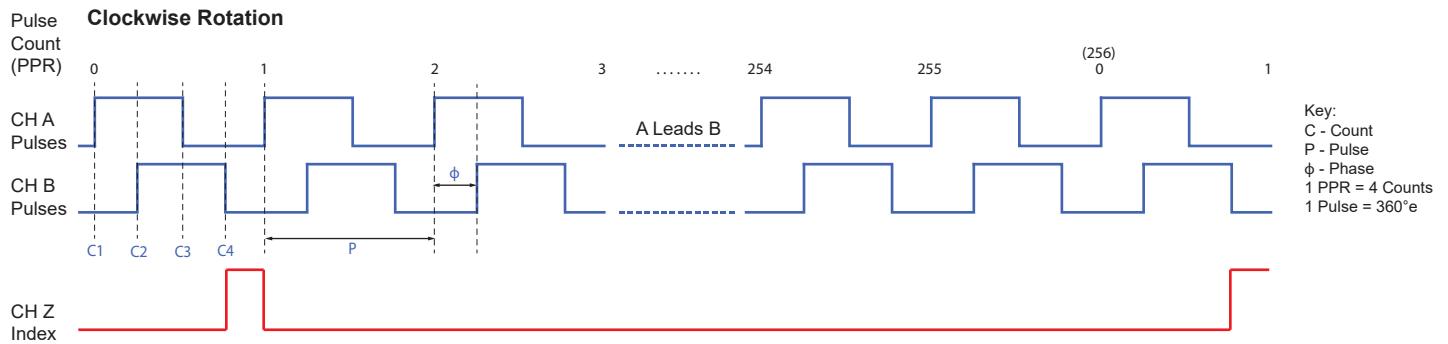 Clockwise Rotation
Pulse
Count
(PPR)
0 1 2 3 ....... 254 255 (256) 0 1
CH A
Pulses
A Leads B
CH B
Pulses
ϕ
C1 C2 C3 C4 P
CH Z
Index
Key:
C - Count
P - Pulse
ϕ - Phase
1 PPR = 4 Counts
1 Pulse = 360°e